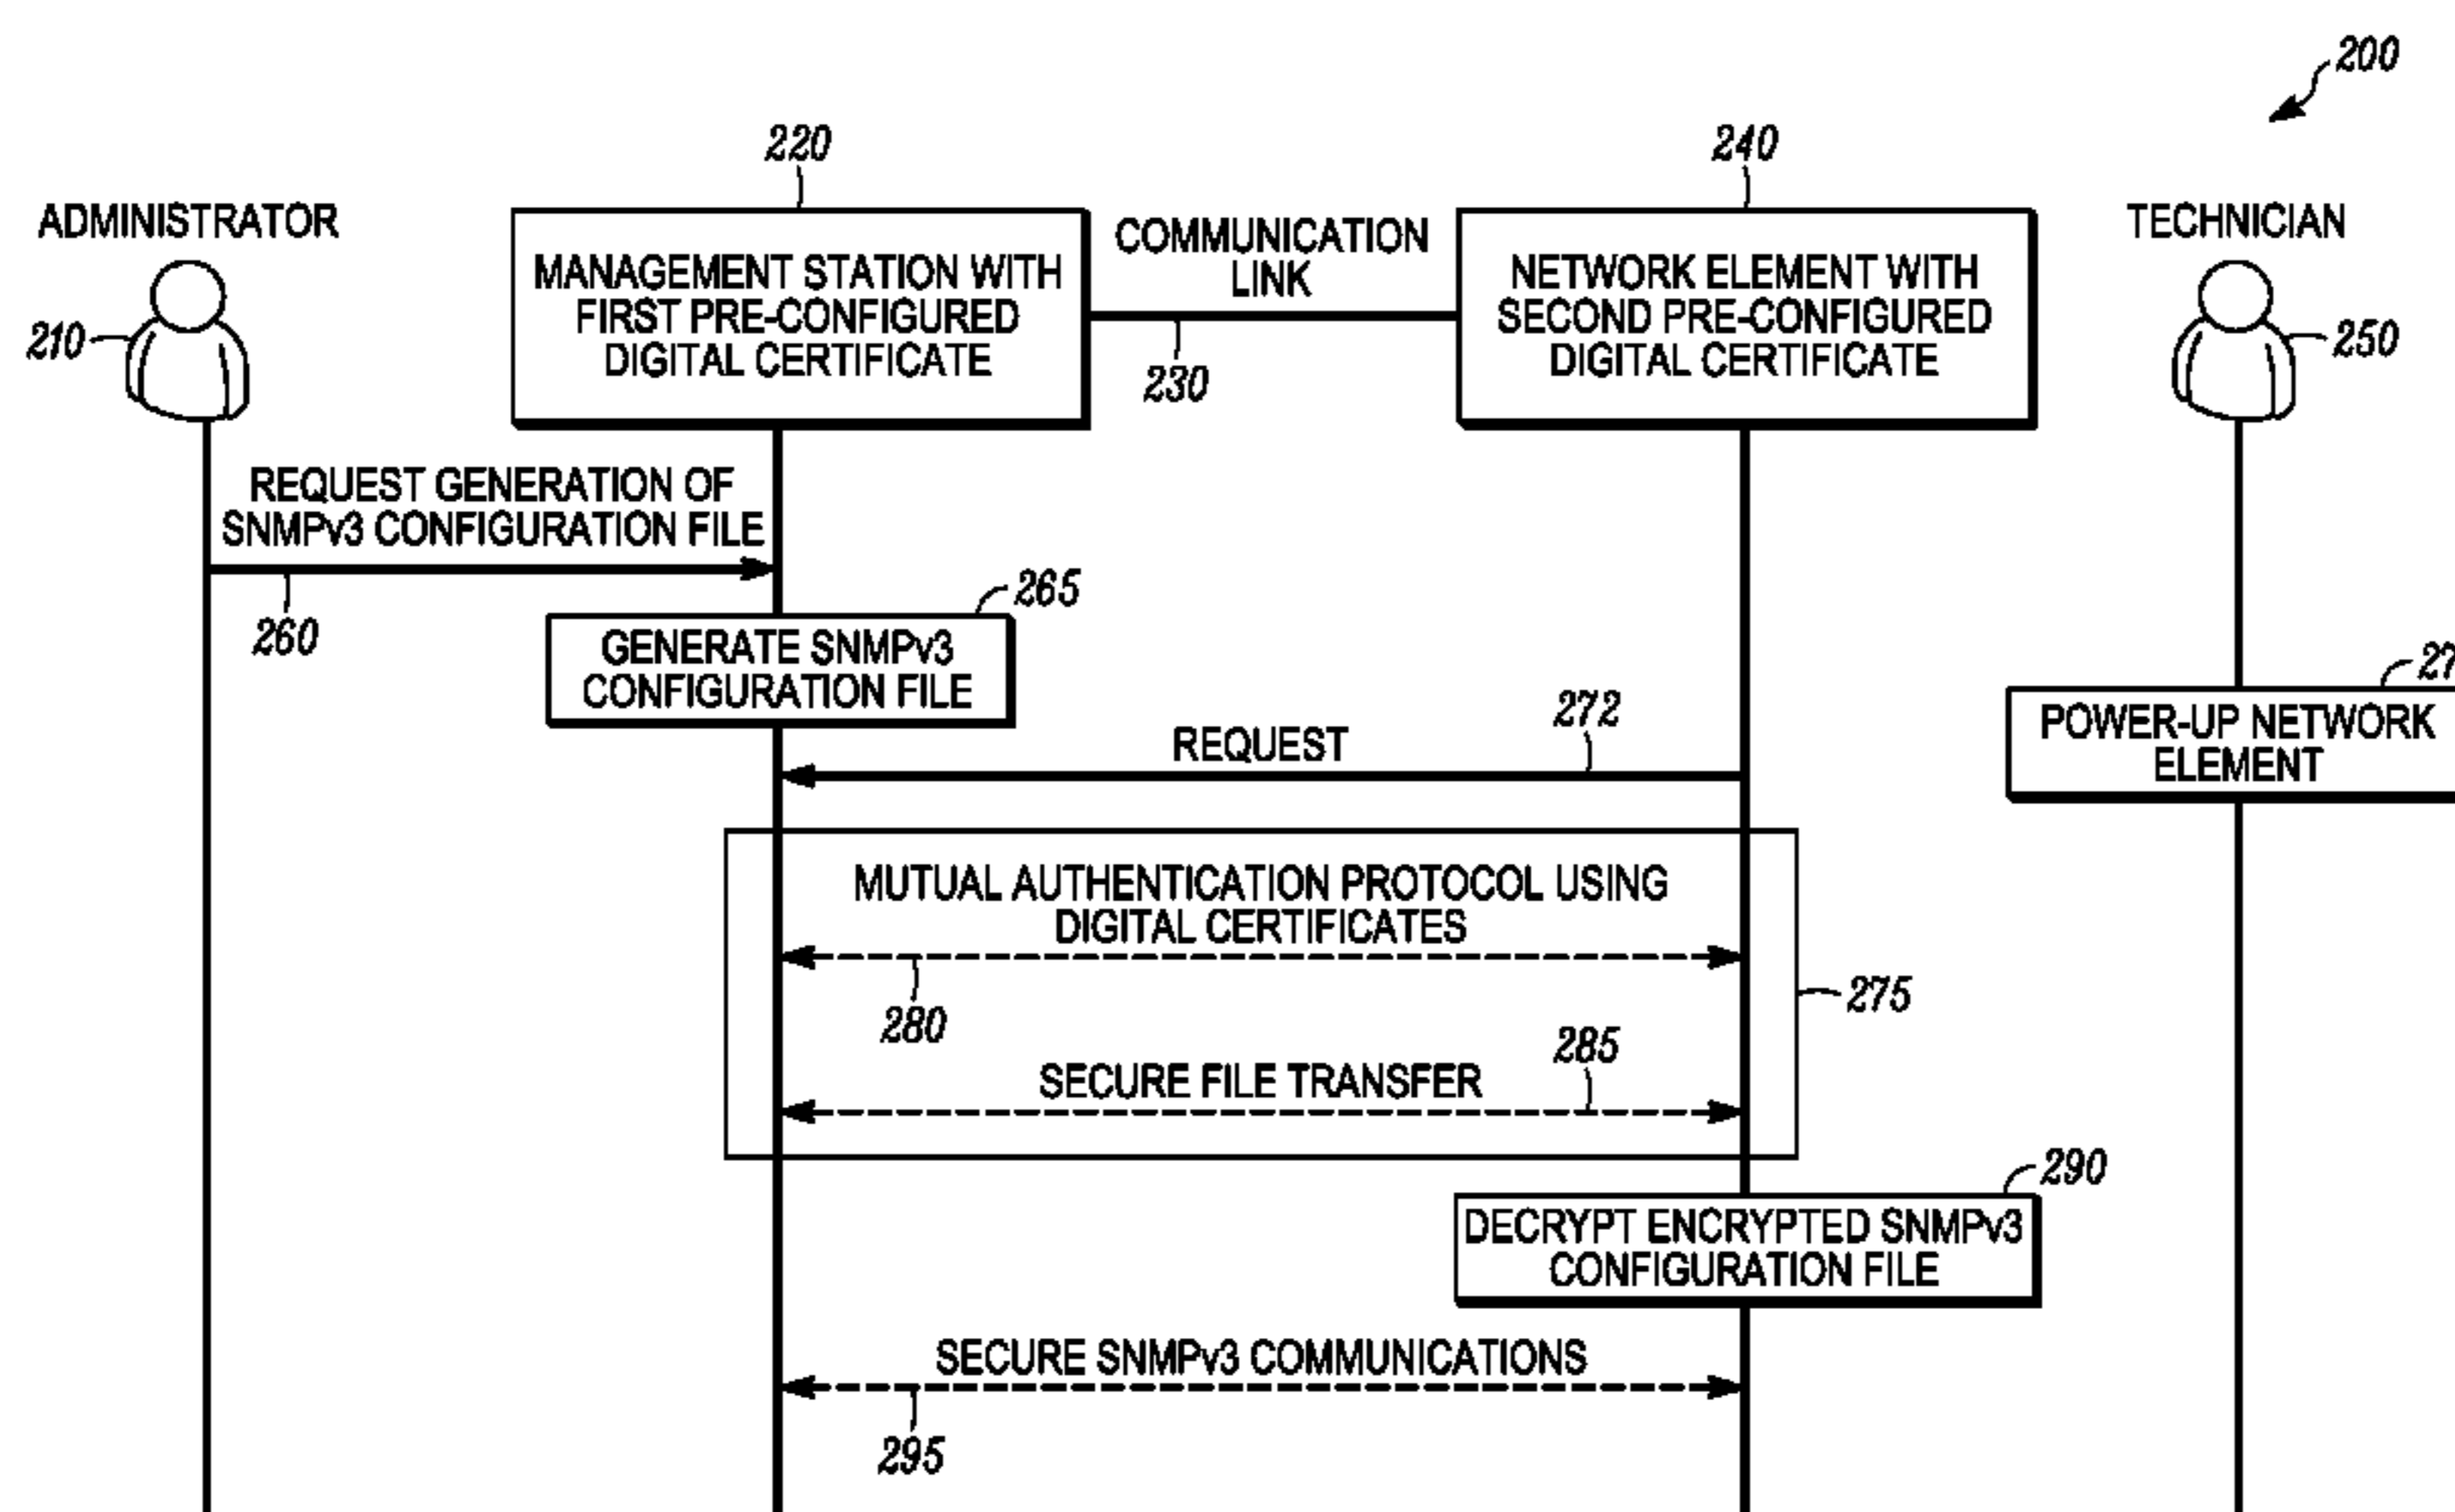 200
220
240
ADMINISTRATOR
COMMUNICATION
LINK
TECHNICIAN
MANAGEMENT STATION WITH
FIRST PRE-CONFIGURED
DIGITAL CERTIFICATE
NETWORK ELEMENT WITH
SECOND PRE-CONFIGURED
DIGITAL CERTIFICATE
210
230
250
REQUEST GENERATION OF
SNMPv3 CONFIGURATION FILE
260
265
GENERATE SNMPv3
CONFIGURATION FILE
POWER-UP NETWORK
ELEMENT
272
REQUEST
MUTUAL AUTHENTICATION PROTOCOL USING
DIGITAL CERTIFICATES
280
275
285
SECURE FILE TRANSFER
290
DECRYPT ENCRYPTED SNMPv3
CONFIGURATION FILE
SECURE SNMPv3 COMMUNICATIONS
295